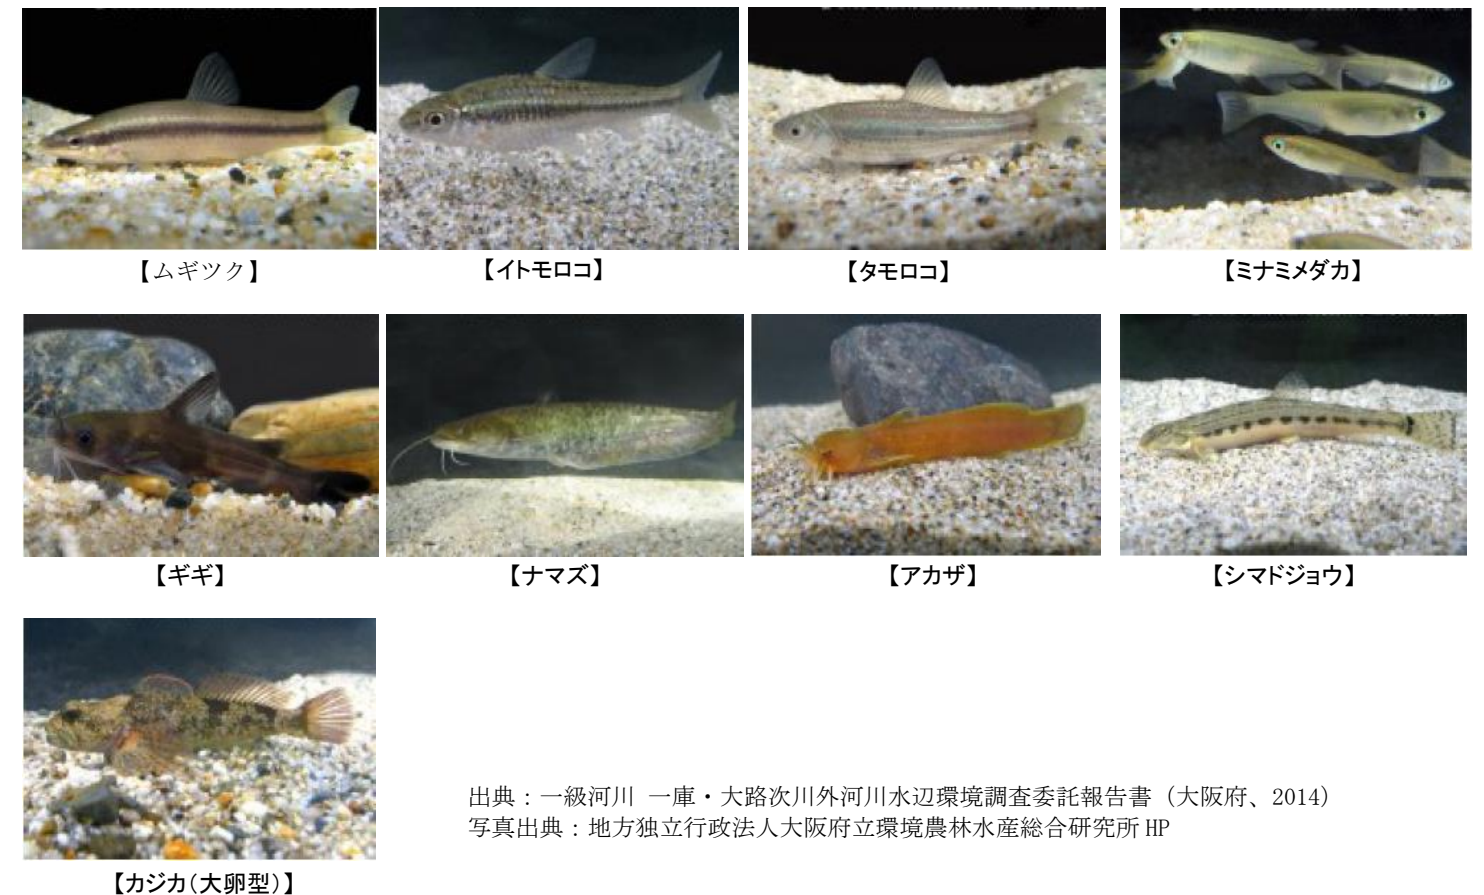 【ムギツク】
【イトモロコ】
【タモロコ】
【ミナミメダカ】
【ギギ】
【ナマズ】
【アカザ】
【シマドジョウ】
出典：一級河川 一庫・大路次川外河川水辺環境調査委託報告書（大阪府、2014）
写真出典：地方独立行政法人大阪府立環境農林水産総合研究所 HP
【カジカ（大卵型）】